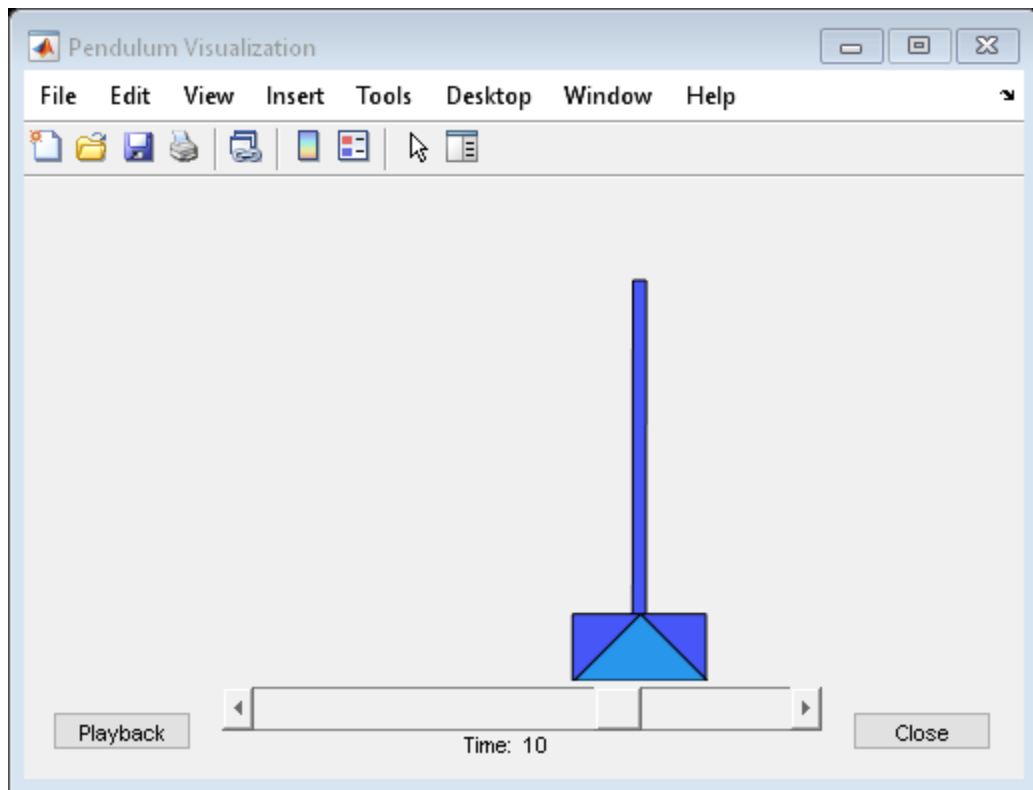 Pendulum Visualization
File Edit View Insert Tools Desktop Window Help
Playback
Time: 10
Close